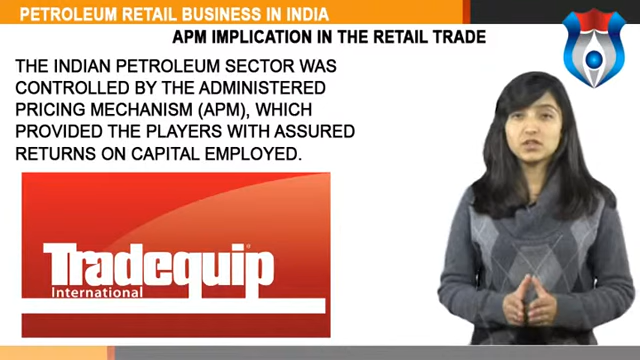 PETROLEUM RETAIL BUSINESS IN INDIA
APM IMPLICATION IN THE RETAIL TRADE
THE INDIAN PETROLEUM SECTOR WAS
CONTROLLED BY THE ADMINISTERED
PRICING MECHANISM (APM), WHICH
PROVIDED THE PLAYERS WITH ASSURED
RETURNS ON CAPITAL EMPLOYED.
Tradequip®
International